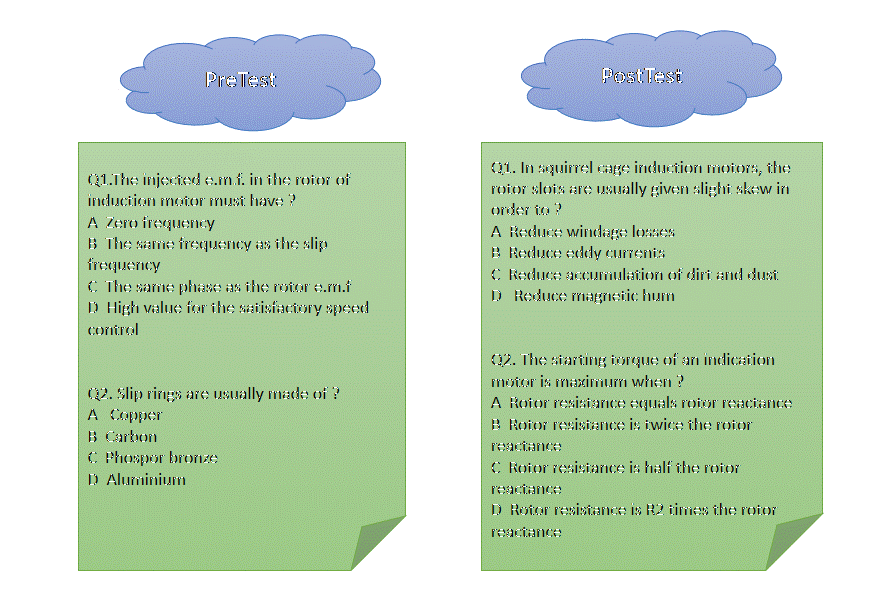 PreTest
Q1.The injected e.m.f. in the rotor of
induction motor must have ?
A Zero frequency
B The same frequency as the slip
frequency
C The same phase as the rotor e.m.f
D High value for the satisfactory speed
control
Q2. Slip rings are usually made of ?
A Copper
B Carbon
C Phospor bronze
D Aluminium
PostTest
Q1. In squirrel cage induction motors, the
rotor slots are usually given slight skew in
order to ?
A Reduce windage losses
B Reduce eddy currents
C Reduce accumulation of dirt and dust
D Reduce magnetic hum
Q2. The starting torque of an indication
motor is maximum when ?
A Rotor resistance equals rotor reactance
B Rotor resistance is twice the rotor
reactance
C Rotor resistance is half the rotor
reactance
D Rotor resistance is R2 times the rotor
reactance